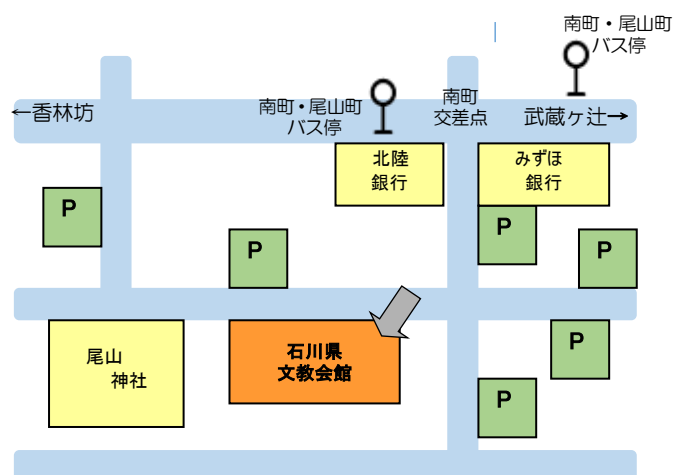 南町・尾山町
バス停
南町・尾山町
バス停
南町
交差点
←香林坊
武蔵ヶ辻→
北陸
銀行
みずほ
銀行
P
P
P
P
P
P
尾山
神社
石川県
文教会館